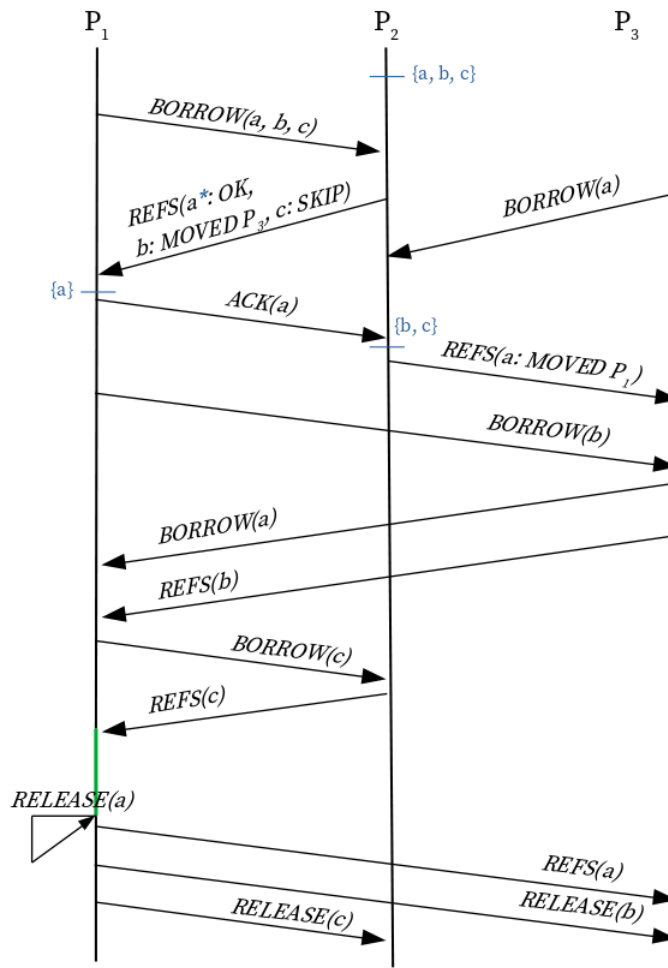 P₁ P₂ P₃
{a, b, c}
BORROW(a, b, c)
REFS(a*: OK,
b: MOVED P₃, c: SKIP)
BORROW(a)
{a}
ACK(a)
{b, c}
REFS(a: MOVED P₁)
BORROW(b)
BORROW(a)
REFS(b)
BORROW(c)
REFS(c)
RELEASE(a)
REFS(a)
RELEASE(b)
RELEASE(c)